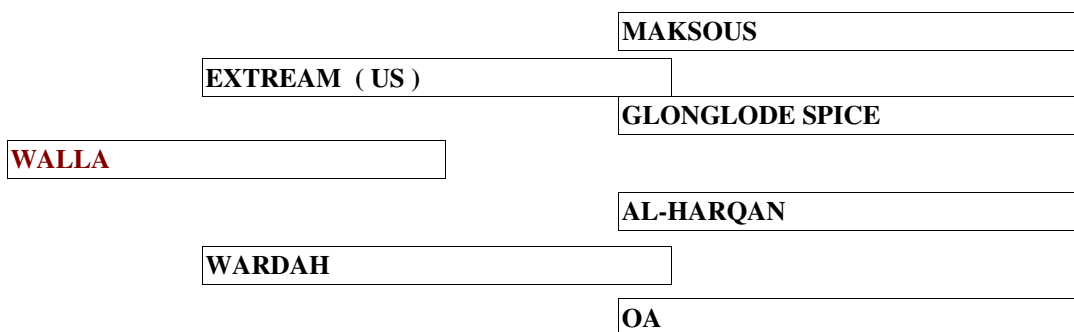 MAKSOUS
EXTREAM ( US )
GLONGLODE SPICE
WALLA
AL-HARQAN
WARDAH
OA